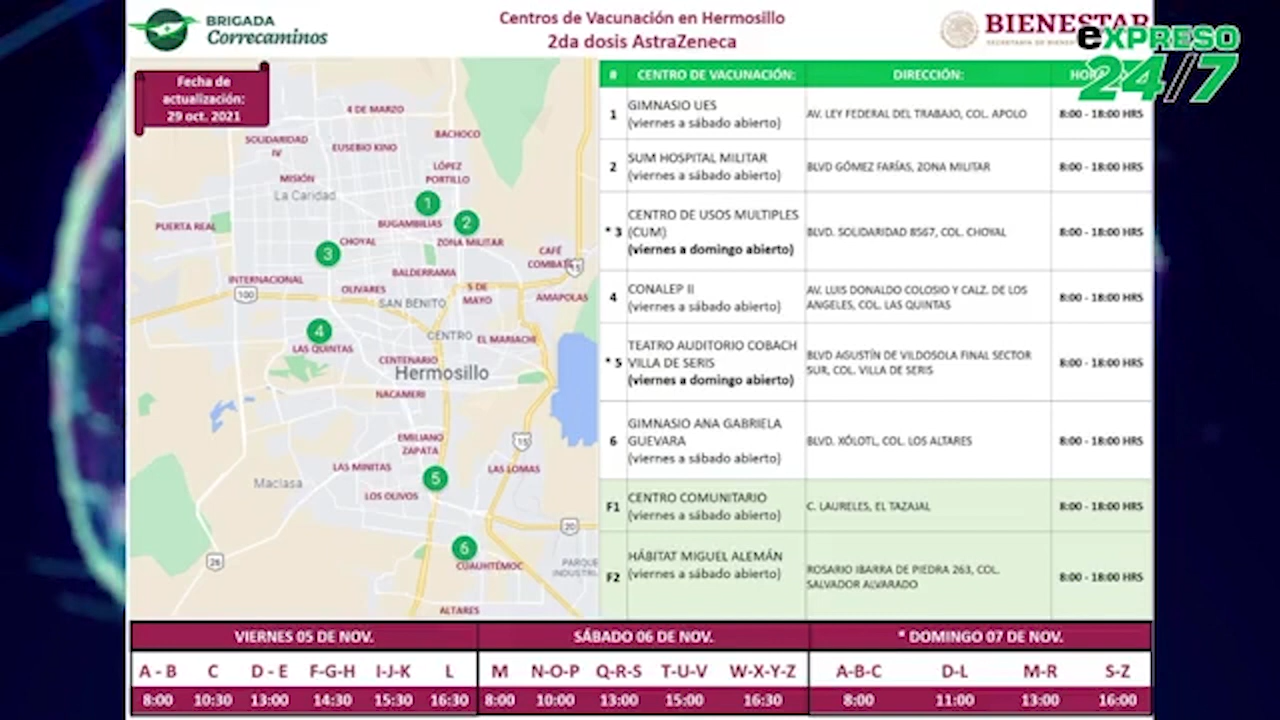 BRIGADA
Correcaminos
Centros de Vacunación en Hermosillo
2da dosis AstraZeneca
BIENESTAR
EXPRESO
24/7
Fecha de
actualización:
29 oct. 2021
4 DE MARZO
BACHOCO
SOLIDARIDAD
IV
EUSEBIO KINO
LÓPEZ
PORTILLO
MISIÓN
La Caridad
1
PUERTA REAL
BUGAMBILIAS
2
CHOYAL
ZONA MILITAR
3
CAFÉ
COMBATE
15
BALDERRAMA
INTERNACIONAL
100
OLIVARES
5 DE
MAYO
AMAPOLAS
SAN BENITO
4
CENTRO
EL MARIACHI
LAS QUINTAS
CENTENARIO
Hermosillo
NACAMERI
EMILIANO
ZAPATA
15
LAS MINITAS
LAS LOMAS
5
Maclasa
LOS OLIVOS
20
6
26
CUAUHTÉMOC
PARQUE
INDUSTRI
ALTARES
# CENTRO DE VACUNACIÓN: DIRECCIÓN:
1 GIMNASIO UES
(viernes a sábado abierto)
AV. LEY FEDERAL DEL TRABAJO, COL. APOLO
8:00 - 18:00 HRS
2 SUM HOSPITAL MILITAR
(viernes a sábado abierto)
BLVD GÓMEZ FARÍAS, ZONA MILITAR
8:00 - 18:00 HRS
* 3 CENTRO DE USOS MULTIPLES
(CUM)
(viernes a domingo abierto)
BLVD. SOLIDARIDAD 8567, COL. CHOYAL
8:00 - 18:00 HRS
4 CONALEP II
(viernes a sábado abierto)
AV. LUIS DONALDO COLOSIO Y CALZ. DE LOS
ANGELES, COL. LAS QUINTAS
8:00 - 18:00 HRS
* 5 TEATRO AUDITORIO COBACH
VILLA DE SERIS
(viernes a domingo abierto)
BLVD AGUSTÍN DE VILDOSOLA FINAL SECTOR
SUR, COL. VILLA DE SERIS
8:00 - 18:00 HRS
6 GIMNASIO ANA GABRIELA
GUEVARA
(viernes a sábado abierto)
BLVD. XÓLOTL, COL. LOS ALTARES
8:00 - 18:00 HRS
F1 CENTRO COMUNITARIO
(viernes a sábado abierto)
C. LAURELES, EL TAZAJAL
8:00 - 18:00 HRS
F2 HÁBITAT MIGUEL ALEMÁN
(viernes a sábado abierto)
ROSARIO IBARRA DE PIEDRA 263, COL.
SALVADOR ALVARADO
8:00 - 18:00 HRS
VIERNES 05 DE NOV. SÁBADO 06 DE NOV. * DOMINGO 07 DE NOV.
A - B C D - E F-G-H I-J-K L M N-O-P Q-R-S T-U-V W-X-Y-Z A-B-C D-L M-R S-Z
8:00 10:30 13:00 14:30 15:30 16:30 8:00 10:00 13:00 15:00 16:30 8:00 11:00 13:00 16:00